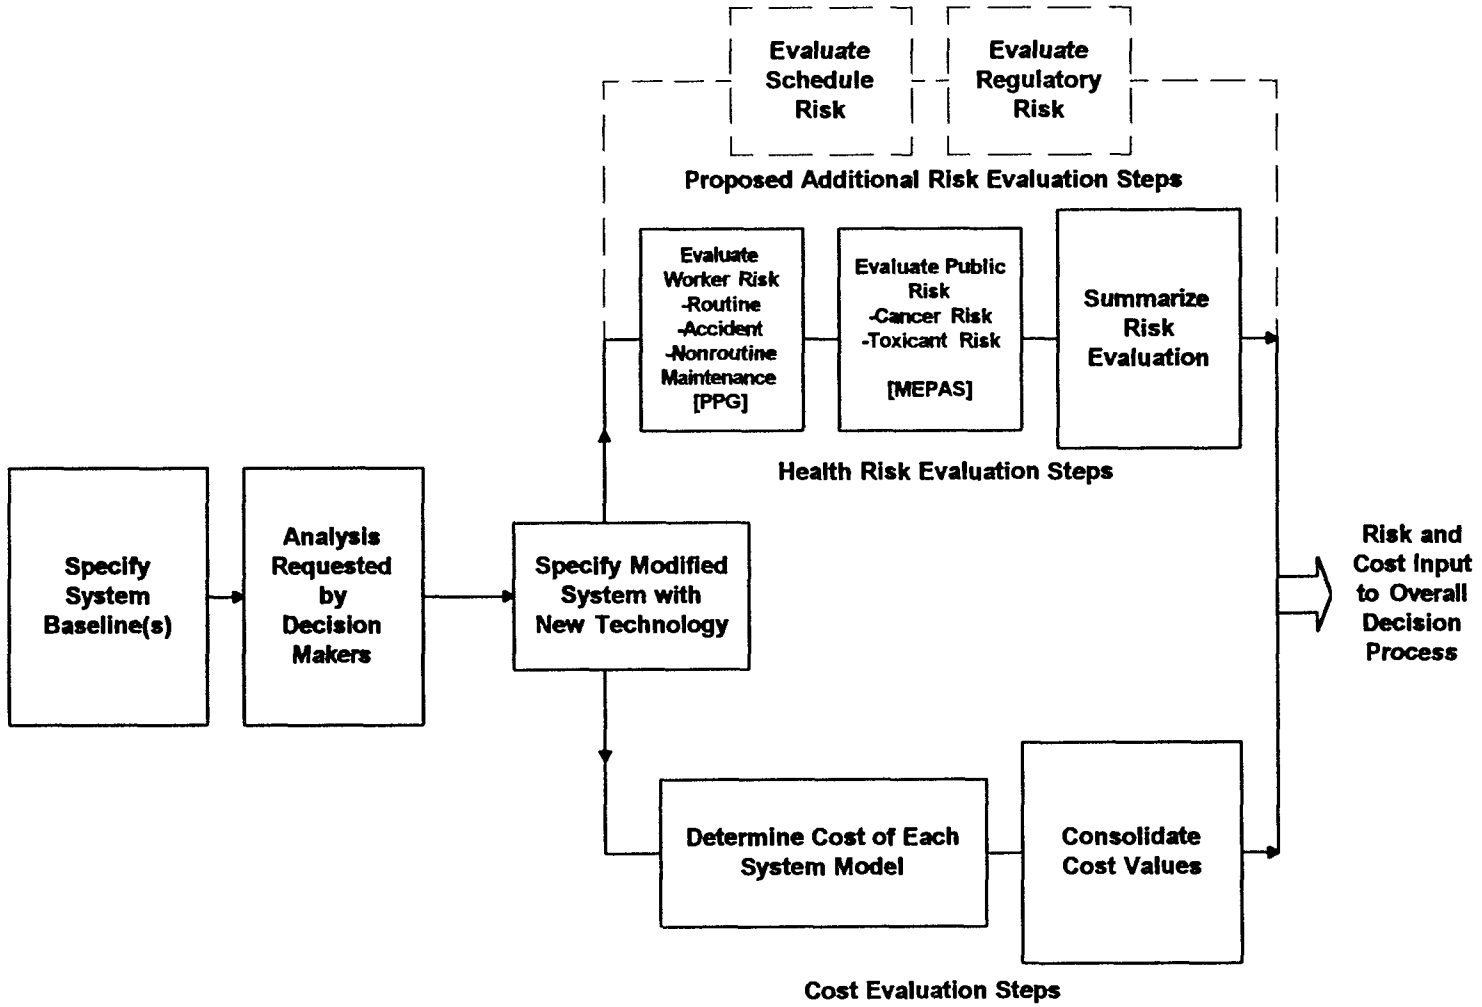 Evaluate
Schedule
Risk
Evaluate
Regulatory
Risk
Proposed Additional Risk Evaluation Steps
Evaluate
Worker Risk
-Routine
-Accident
-Nonroutine
Maintenance
[PPG]
Evaluate Public
Risk
-Cancer Risk
-Toxicant Risk
[MEPAS]
Summarize
Risk
Evaluation
Health Risk Evaluation Steps
Specify
System
Baseline(s)
Analysis
Requested
by
Decision
Makers
Specify Modified
System with
New Technology
Risk and
Cost Input
to Overall
Decision
Process
Determine Cost of Each
System Model
Consolidate
Cost Values
Cost Evaluation Steps